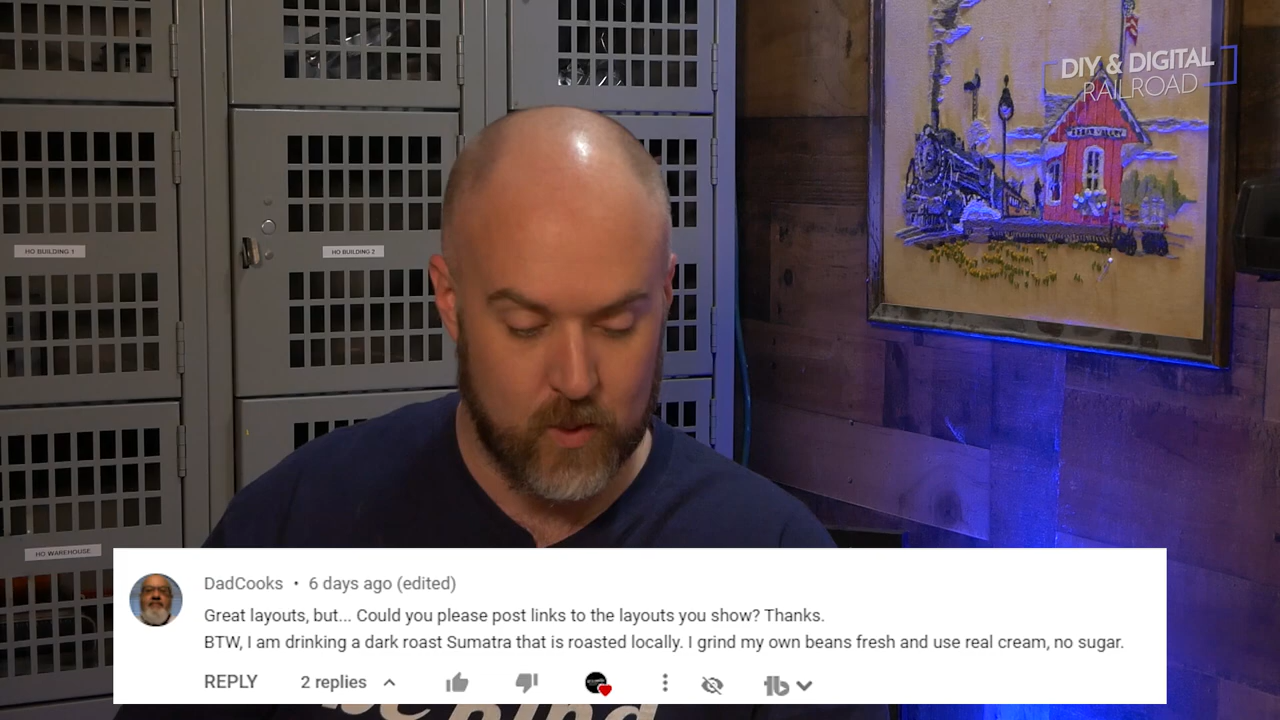 DIY & DIGITAL
RAILROAD
HO BUILDING 1
HO BUILDING 2
HO WAREHOUSE
DadCooks • 6 days ago (edited)
Great layouts, but... Could you please post links to the layouts you show? Thanks.
BTW, I am drinking a dark roast Sumatra that is roasted locally. I grind my own beans fresh and use real cream, no sugar.
REPLY 2 replies